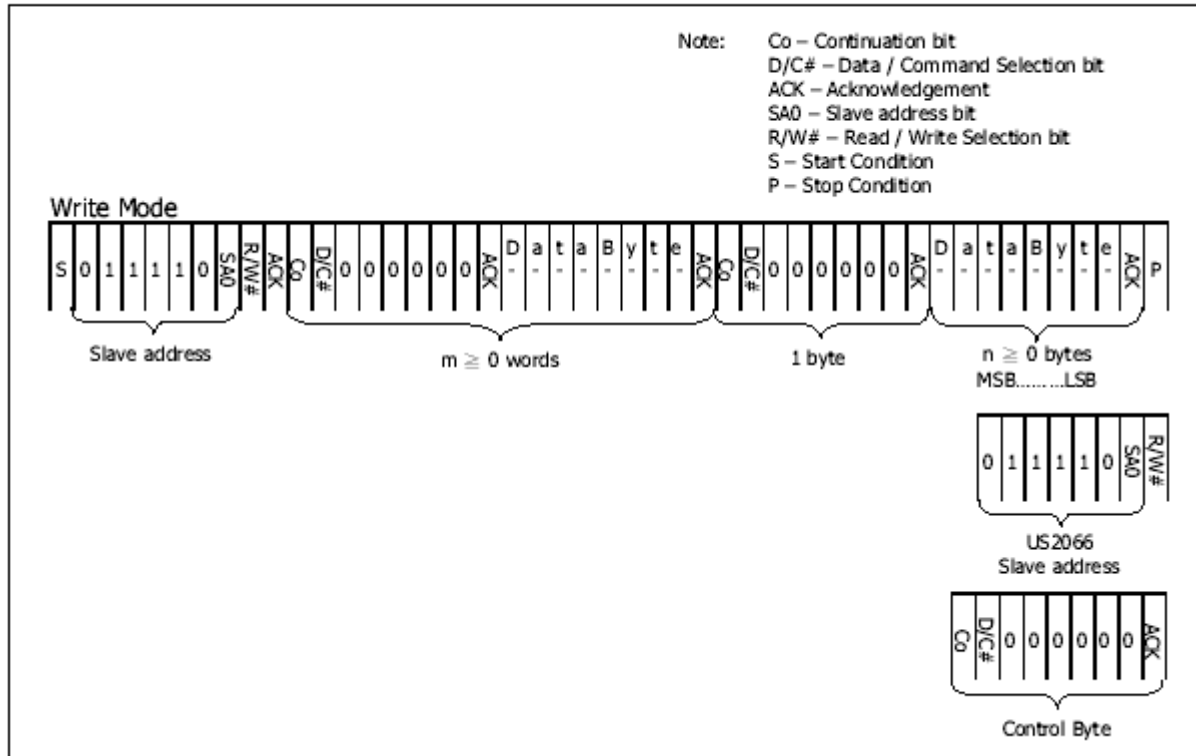 Note: Co – Continuation bit
D/C# – Data / Command Selection bit
ACK – Acknowledgement
SA0 – Slave address bit
R/W# – Read / Write Selection bit
S – Start Condition
P – Stop Condition
Write Mode
S 0 1 1 1 1 0 SA0 R/W# ACK Co D/C# 0 0 0 0 0 0 ACK D a t a B y t e ACK Co D/C# 0 0 0 0 0 0 ACK D a t a B y t e ACK P
Slave address
m ≧ 0 words
1 byte
n ≧ 0 bytes
MSB.........LSB
0 1 1 1 1 0 SA0 R/W#
US2066
Slave address
Co D/C# 0 0 0 0 0 0 ACK
Control Byte